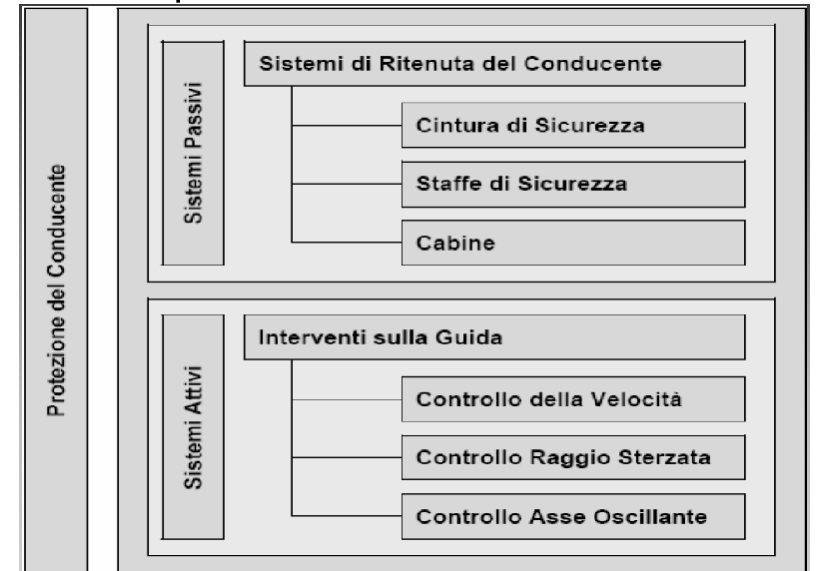 Protezione del Conducente
Sistemi Passivi
Sistemi di Ritenuta del Conducente
Cintura di Sicurezza
Staffe di Sicurezza
Cabine
Sistemi Attivi
Interventi sulla Guida
Controllo della Velocità
Controllo Raggio Sterzata
Controllo Asse Oscillante